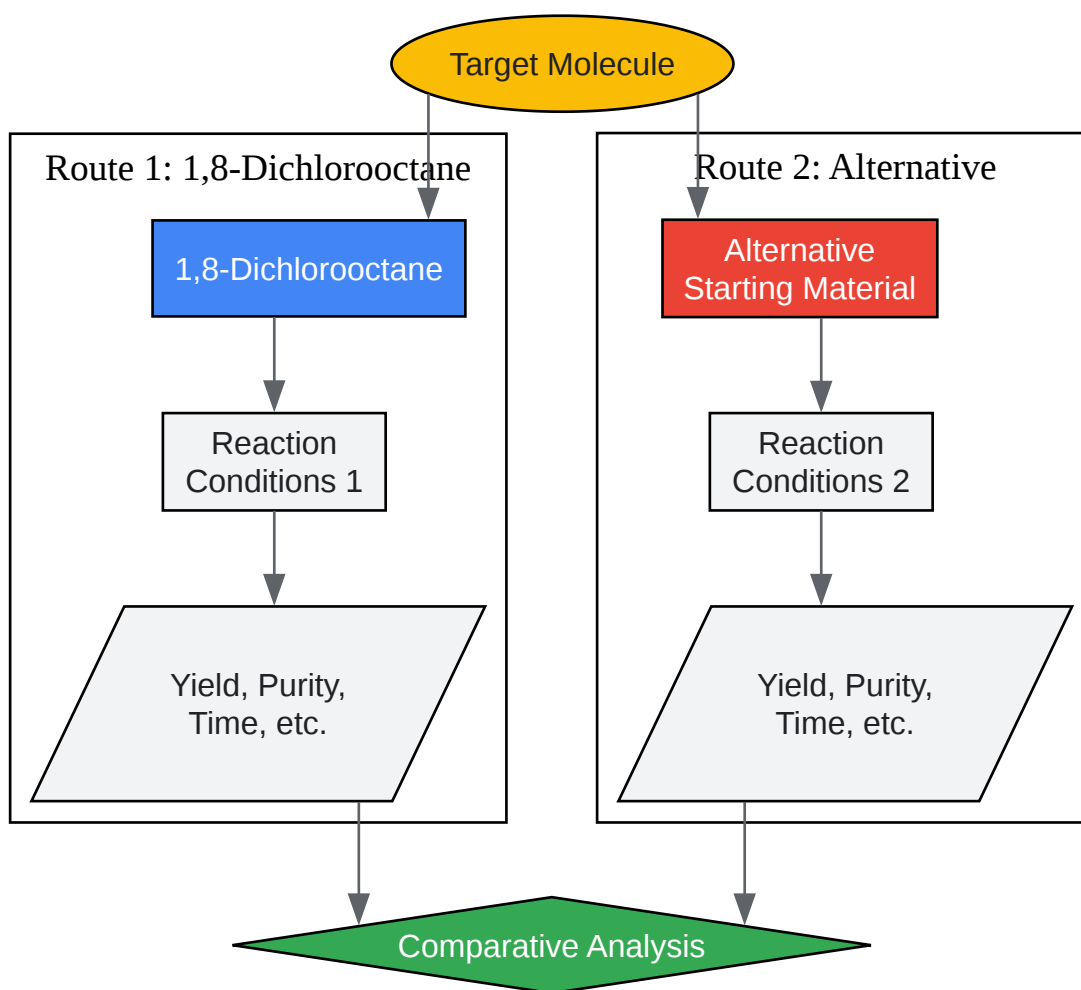 Target Molecule
Route 1: 1,8-Dichlorooctane
1,8-Dichlorooctane
Reaction
Conditions 1
Yield, Purity,
Time, etc.
Route 2: Alternative
Alternative
Starting Material
Reaction
Conditions 2
Yield, Purity,
Time, etc.
Comparative Analysis